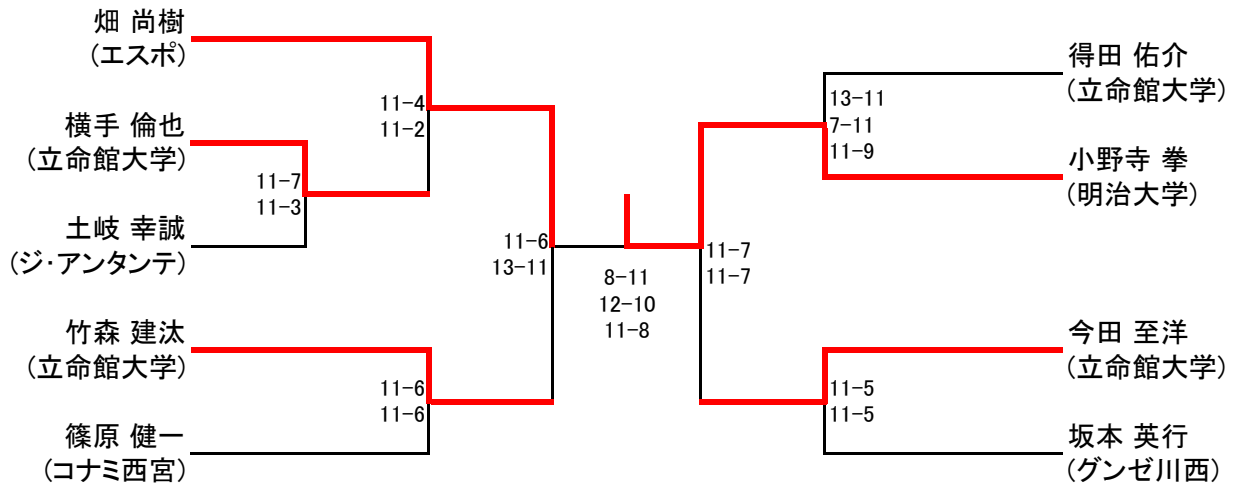 畑 尚樹
(エスポ)
横手 倫也
(立命館大学)
土岐 幸誠
(ジ・アンタンテ)
竹森 建汰
(立命館大学)
篠原 健一
(コナミ西宮)
11-4
11-2
11-7
11-3
11-6
11-6
11-6
13-11
8-11
12-10
11-8
11-7
11-7
13-11
7-11
11-9
11-5
11-5
得田 佑介
(立命館大学)
小野寺 拳
(明治大学)
今田 至洋
(立命館大学)
坂本 英行
(グンゼ川西)